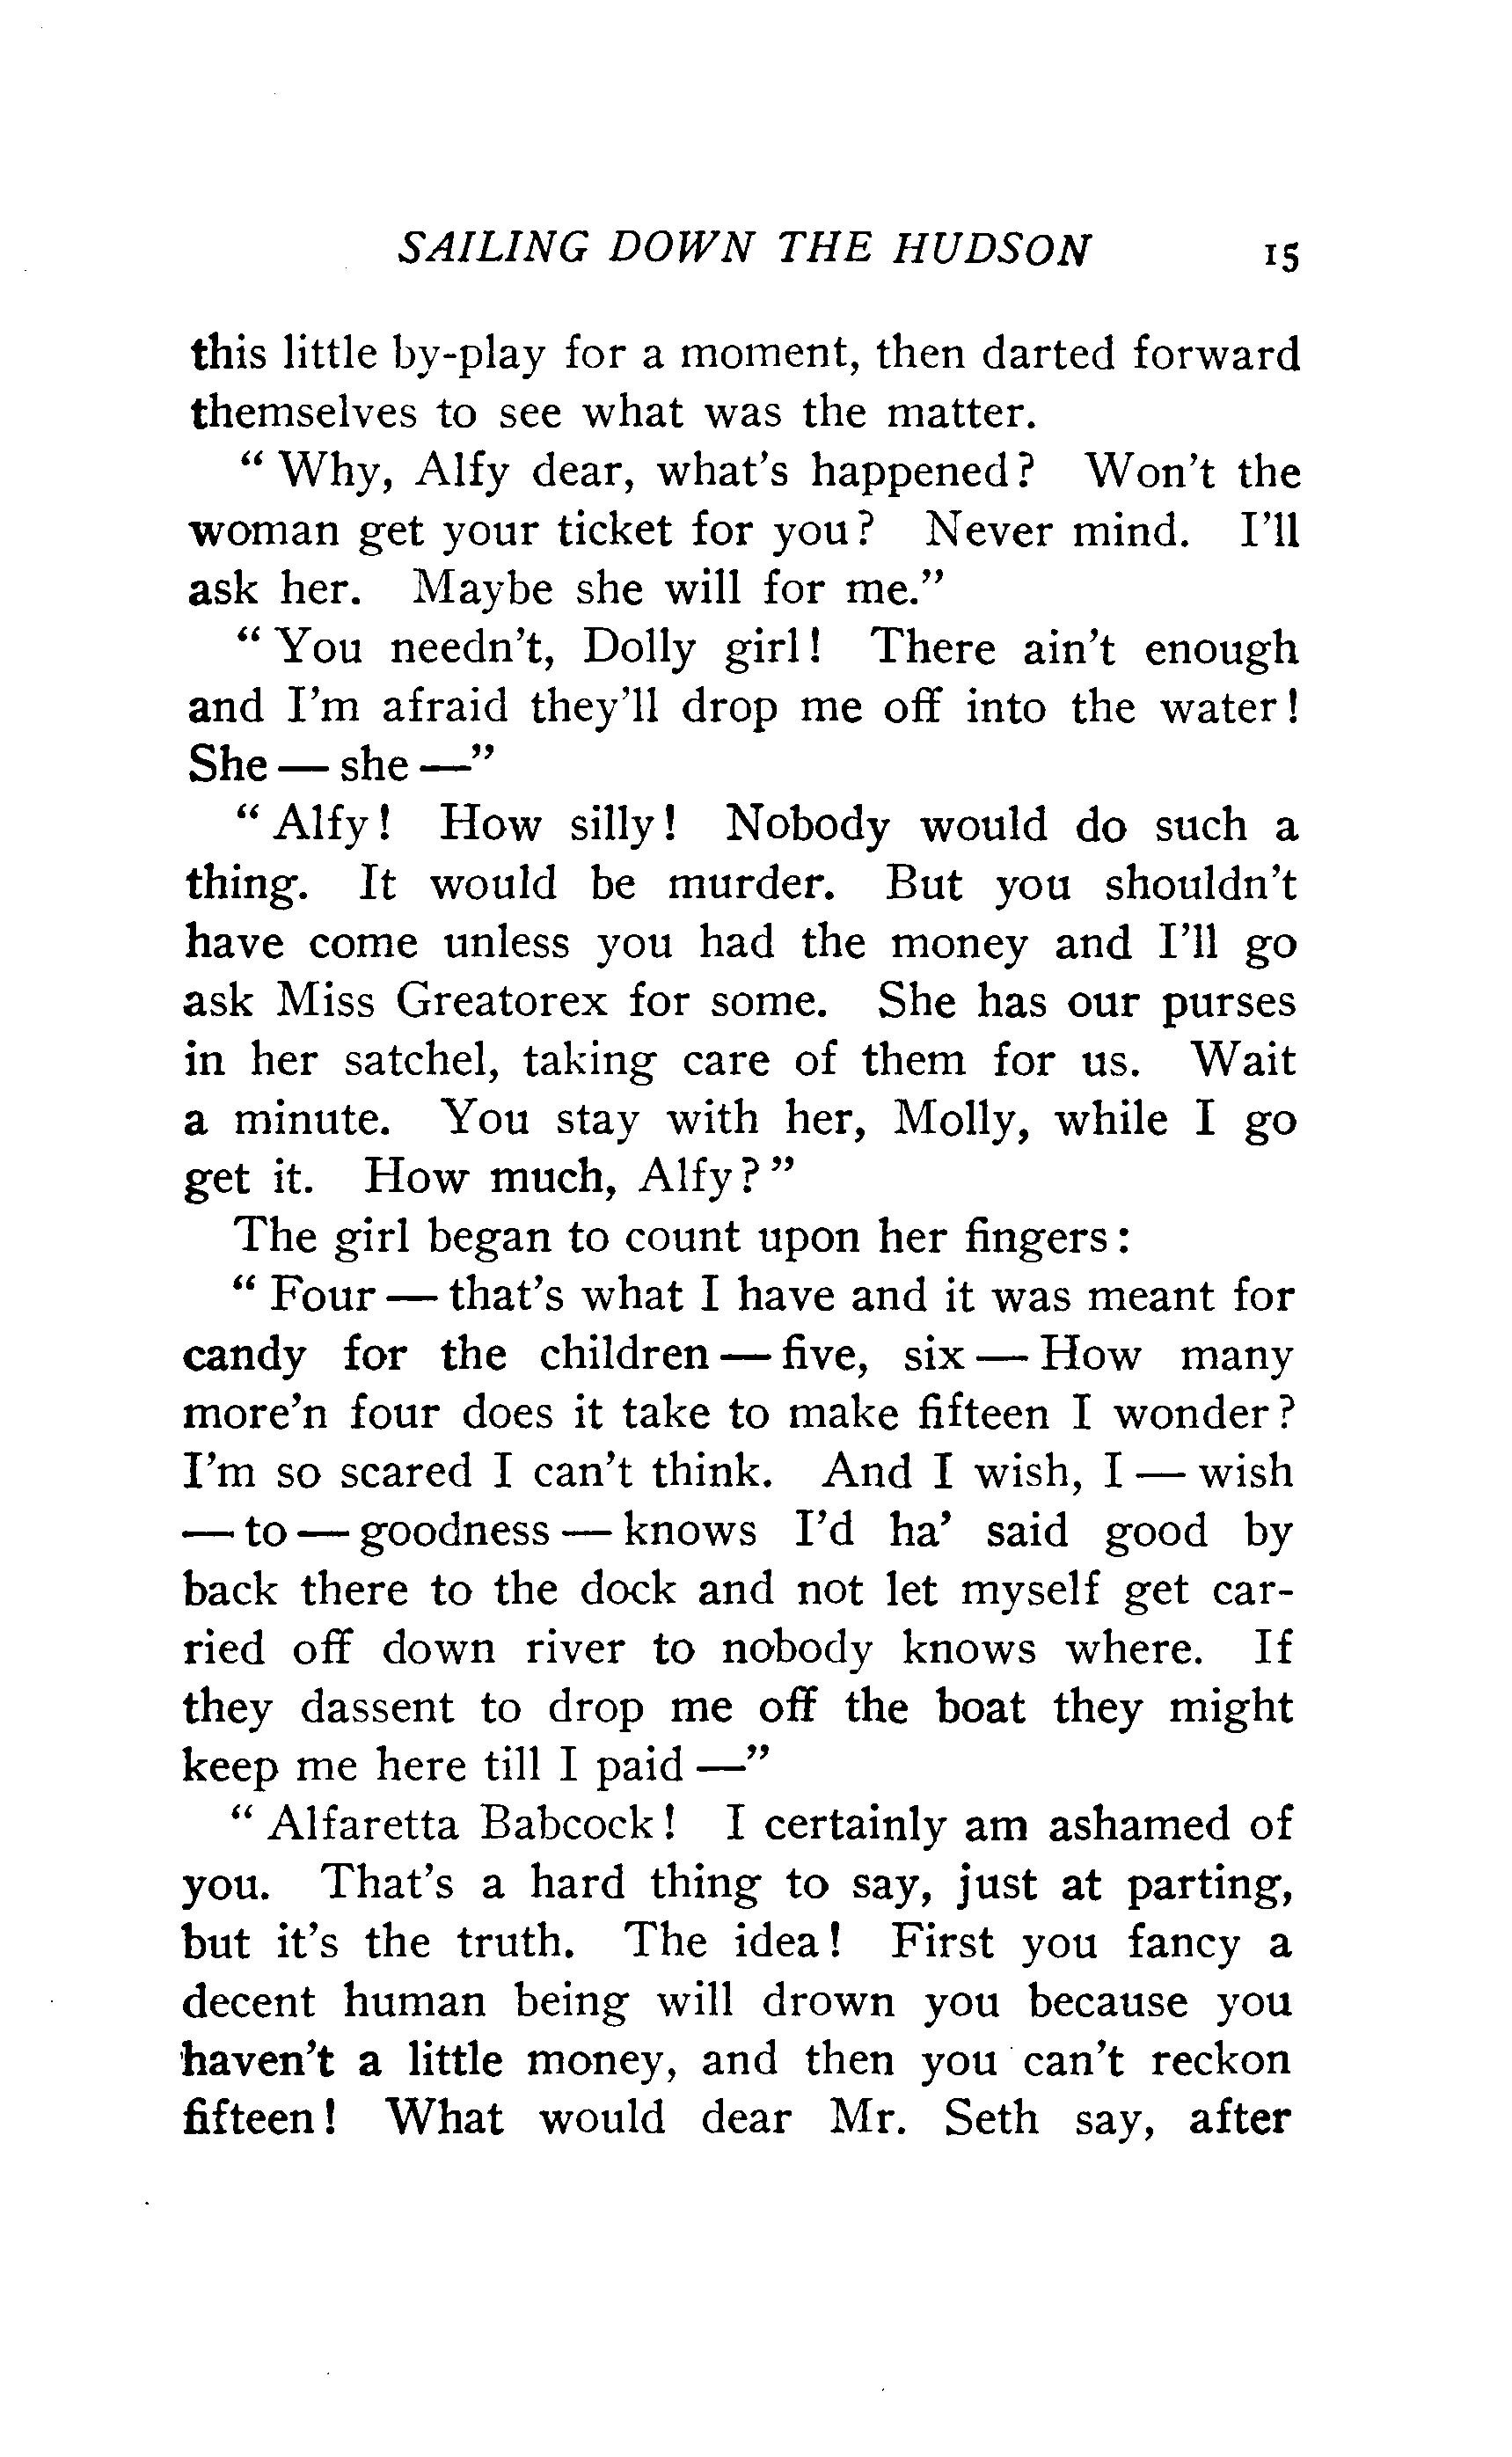 SAILING DOWN THE HUDSON 15
this little by-play for a moment, then darted forward
themselves to see what was the matter.
" Why, Alfy dear, what's happened? Won't the
woman get your ticket for you? Never mind. I'll
ask her. Maybe she will for me."
" You needn't, Dolly girl! There ain't enough
and I'm afraid they'll drop me off into the water!
She — she —"
" Alfy! How silly! Nobody would do such a
thing. It would be murder. But you shouldn't
have come unless you had the money and I'll go
ask Miss Greatorex for some. She has our purses
in her satchel, taking care of them for us. Wait
a minute. You stay with her, Molly, while I go
get it. How much, Alfy? "
The girl began to count upon her fingers:
" Four — that's what I have and it was meant for
candy for the children — five, six — How many
more'n four does it take to make fifteen I wonder?
I'm so scared I can't think. And I wish, I — wish
— to — goodness — knows I'd ha' said good by
back there to the dock and not let myself get car-
ried off down river to nobody knows where. If
they dassent to drop me off the boat they might
keep me here till I paid —"
" Alfaretta Babcock! I certainly am ashamed of
you. That's a hard thing to say, just at parting,
but it's the truth. The idea! First you fancy a
decent human being will drown you because you
haven't a little money, and then you can't reckon
fifteen! What would dear Mr. Seth say, after